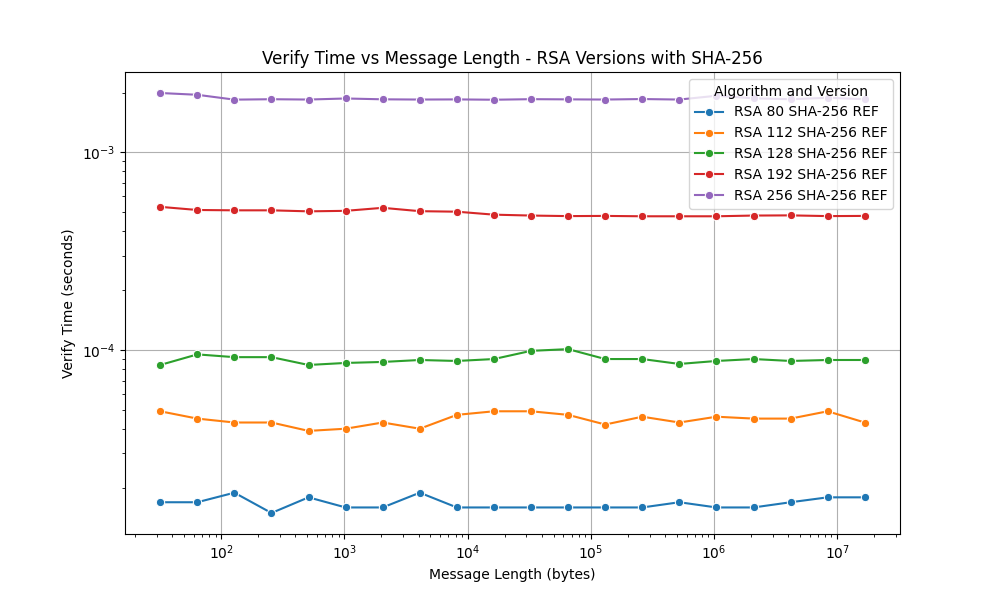 Verify Time vs Message Length - RSA Versions with SHA-256
Algorithm and Version
RSA 80 SHA-256 REF
RSA 112 SHA-256 REF
RSA 128 SHA-256 REF
RSA 192 SHA-256 REF
RSA 256 SHA-256 REF
Verify Time (seconds)
10⁻³
10⁻⁴
10² 10³ 10⁴ 10⁵ 10⁶ 10⁷
Message Length (bytes)